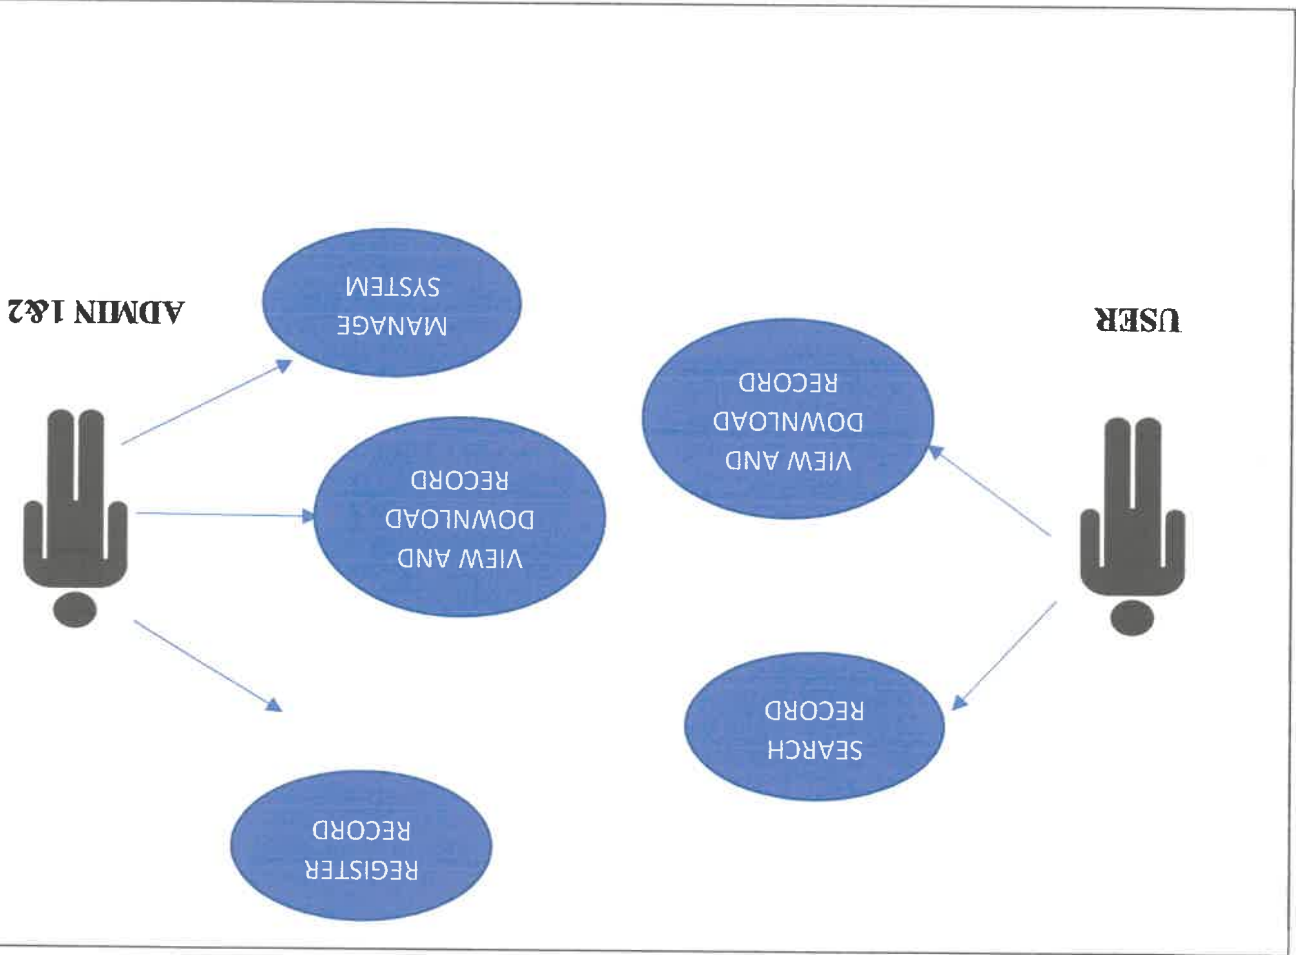 REGISTER
RECORD
SEARCH
RECORD
VIEW AND
DOWNLOAD
RECORD
VIEW AND
DOWNLOAD
RECORD
MANAGE
SYSTEM
USER
ADMIN 1&2